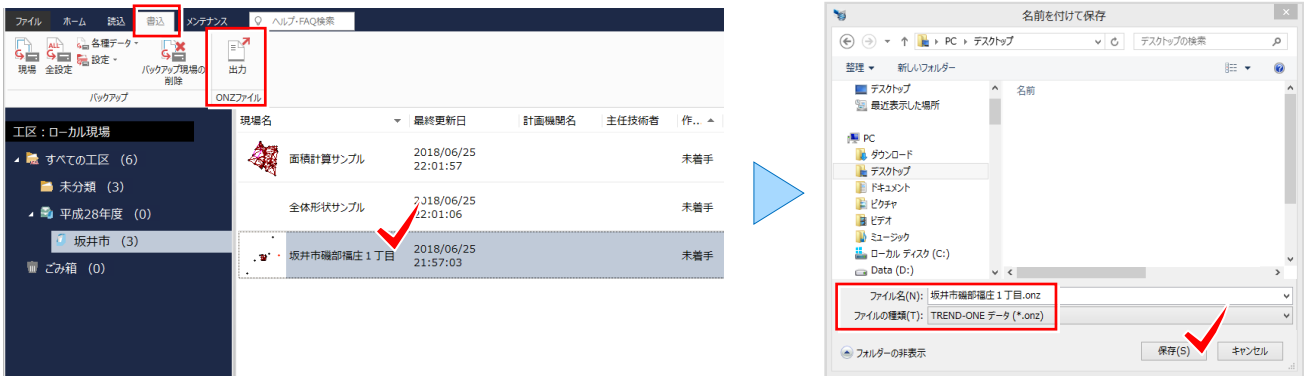 ファイル ホーム 読込 書込 メンテナンス ヘルプ・FAQ検索
ALL 各種データ
設定
現場 全設定 バックアップ現場の削除 出力
バックアップ ONZファイル
工区：ローカル現場
すべての工区 (6)
未分類 (3)
平成28年度 (0)
坂井市 (3)
ごみ箱 (0)
現場名 最終更新日 計画機関名 主任技術者 作..
面積計算サンプル 2018/06/25 22:01:57 未着手
全体形状サンプル 2018/06/25 22:01:06 未着手
坂井市磯部福庄１丁目 2018/06/25 21:57:03 未着手
名前を付けて保存
PC デスクトップ デスクトップの検索
整理 新しいフォルダー
デスクトップ
最近表示した場所
PC
ダウンロード
デスクトップ
ドキュメント
ピクチャ
ビデオ
ミュージック
ローカル ディスク (C:)
Data (D:)
名前
ファイル名(N): 坂井市磯部福庄１丁目.onz
ファイルの種類(T): TREND-ONE データ (*.onz)
フォルダーの非表示 保存(S) キャンセル